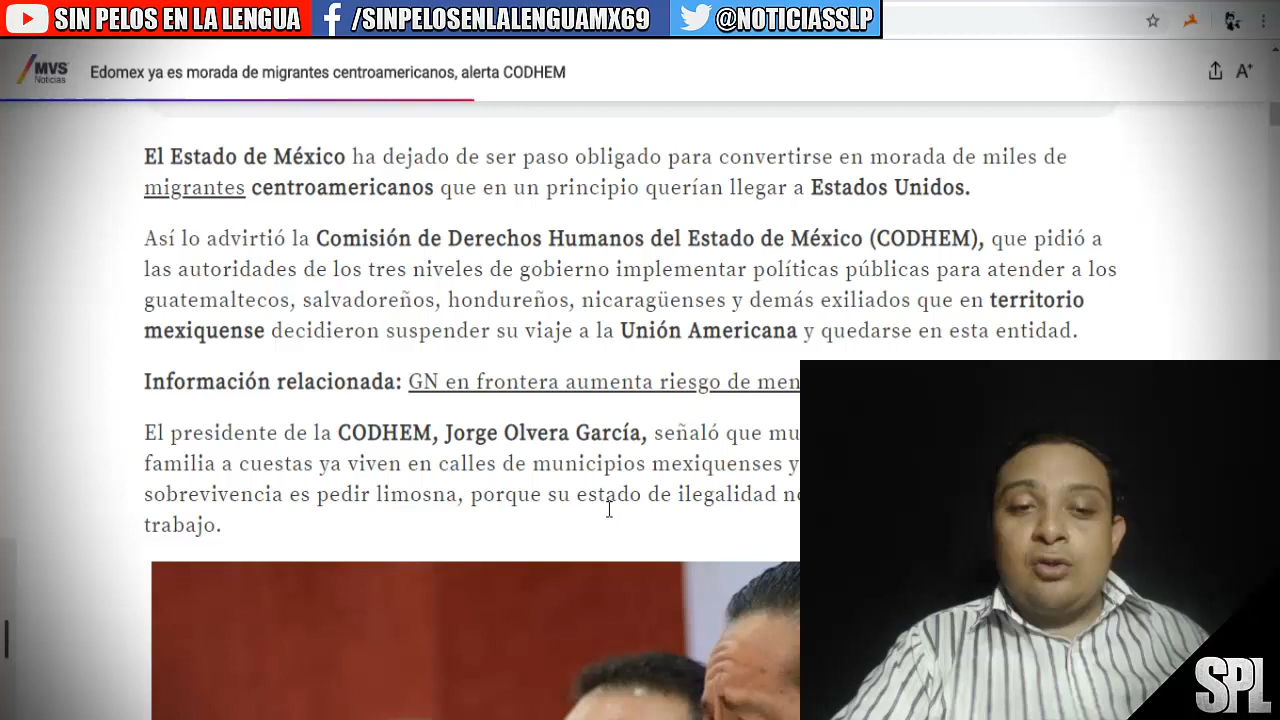 SIN PELOS EN LA LENGUA /SINPELOSENLALENGUAMX69 @NOTICIASSLP
MVS Noticias
Edomex ya es morada de migrantes centroamericanos, alerta CODHEM
A+
El Estado de México ha dejado de ser paso obligado para convertirse en morada de miles de
migrantes centroamericanos que en un principio querían llegar a Estados Unidos.
Así lo advirtió la Comisión de Derechos Humanos del Estado de México (CODHEM), que pidió a
las autoridades de los tres niveles de gobierno implementar políticas públicas para atender a los
guatemaltecos, salvadoreños, hondureños, nicaragüenses y demás exiliados que en territorio
mexiquense decidieron suspender su viaje a la Unión Americana y quedarse en esta entidad.
Información relacionada: GN en frontera aumenta riesgo de
El presidente de la CODHEM, Jorge Olvera García, señaló que
familia a cuestas ya viven en calles de municipios mexiquenses y
sobrevivencia es pedir limosna, porque su estado de ilegalidad
trabajo.
SPL